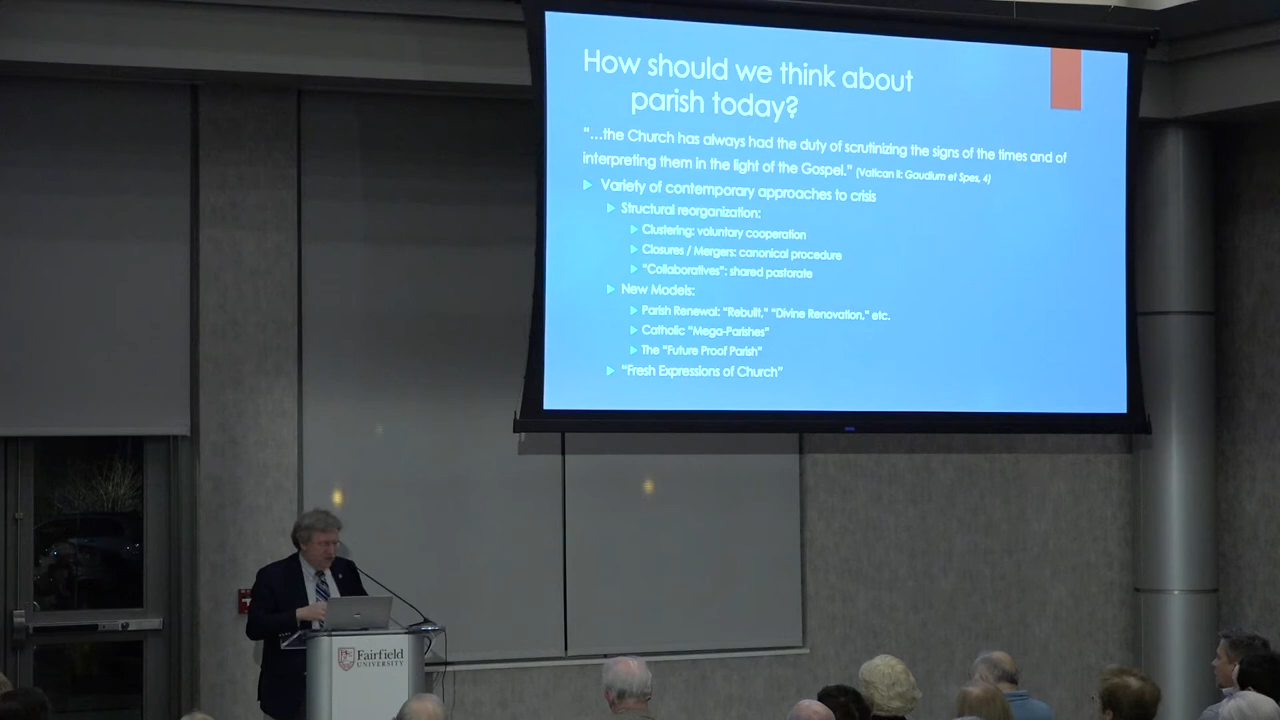 How should we think about
parish today?
"...the Church has always had the duty of scrutinizing the signs of the times and of
interpreting them in the light of the Gospel." (Vatican II: Gaudium et Spes, 4)
Variety of contemporary approaches to crisis
Structural reorganization:
Clustering: voluntary cooperation
Closures / Mergers: canonical procedure
"Collaboratives": shared pastorate
New Models:
Parish Renewal: "Rebuilt," "Divine Renovation," etc.
Catholic "Mega-Parishes"
The "Future Proof Parish"
"Fresh Expressions of Church"
Fairfield
UNIVERSITY